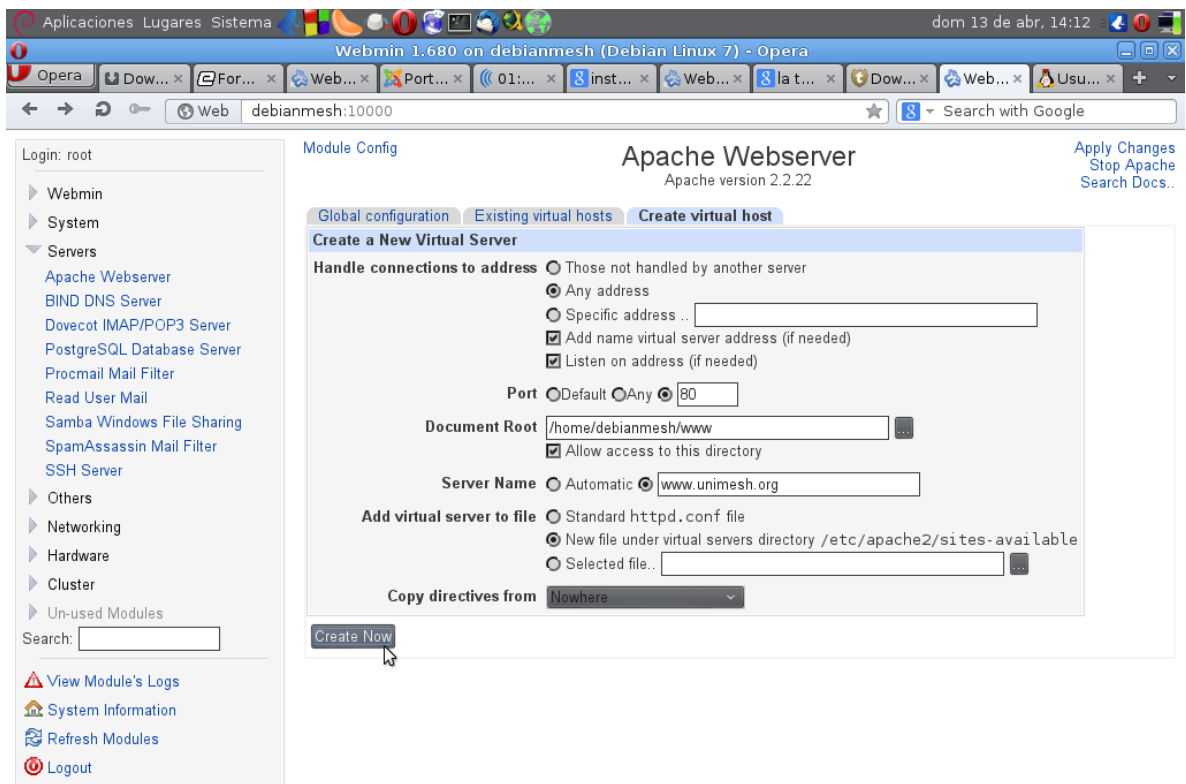 Aplicaciones Lugares Sistema dom 13 de abr, 14:12
Webmin 1.680 on debianmesh (Debian Linux 7) - Opera
Opera Dow... For... Web... Port... 01:... inst... Web... la t... Dow... Web... Usu...
Web debianmesh:10000 Search with Google
Login: root
Webmin
System
Servers
Apache Webserver
BIND DNS Server
Dovecot IMAP/POP3 Server
PostgreSQL Database Server
Procmail Mail Filter
Read User Mail
Samba Windows File Sharing
SpamAssassin Mail Filter
SSH Server
Others
Networking
Hardware
Cluster
Un-used Modules
Search:
View Module's Logs
System Information
Refresh Modules
Logout
Module Config
Apache Webserver
Apache version 2.2.22
Apply Changes
Stop Apache
Search Docs..
Global configuration Existing virtual hosts Create virtual host
Create a New Virtual Server
Handle connections to address Those not handled by another server
Any address
Specific address ..
Add name virtual server address (if needed)
Listen on address (if needed)
Port Default Any 80
Document Root /home/debianmesh/www ...
Allow access to this directory
Server Name Automatic www.unimesh.org
Add virtual server to file Standard httpd.conf file
New file under virtual servers directory /etc/apache2/sites-available
Selected file.. ...
Copy directives from Nowhere
Create Now